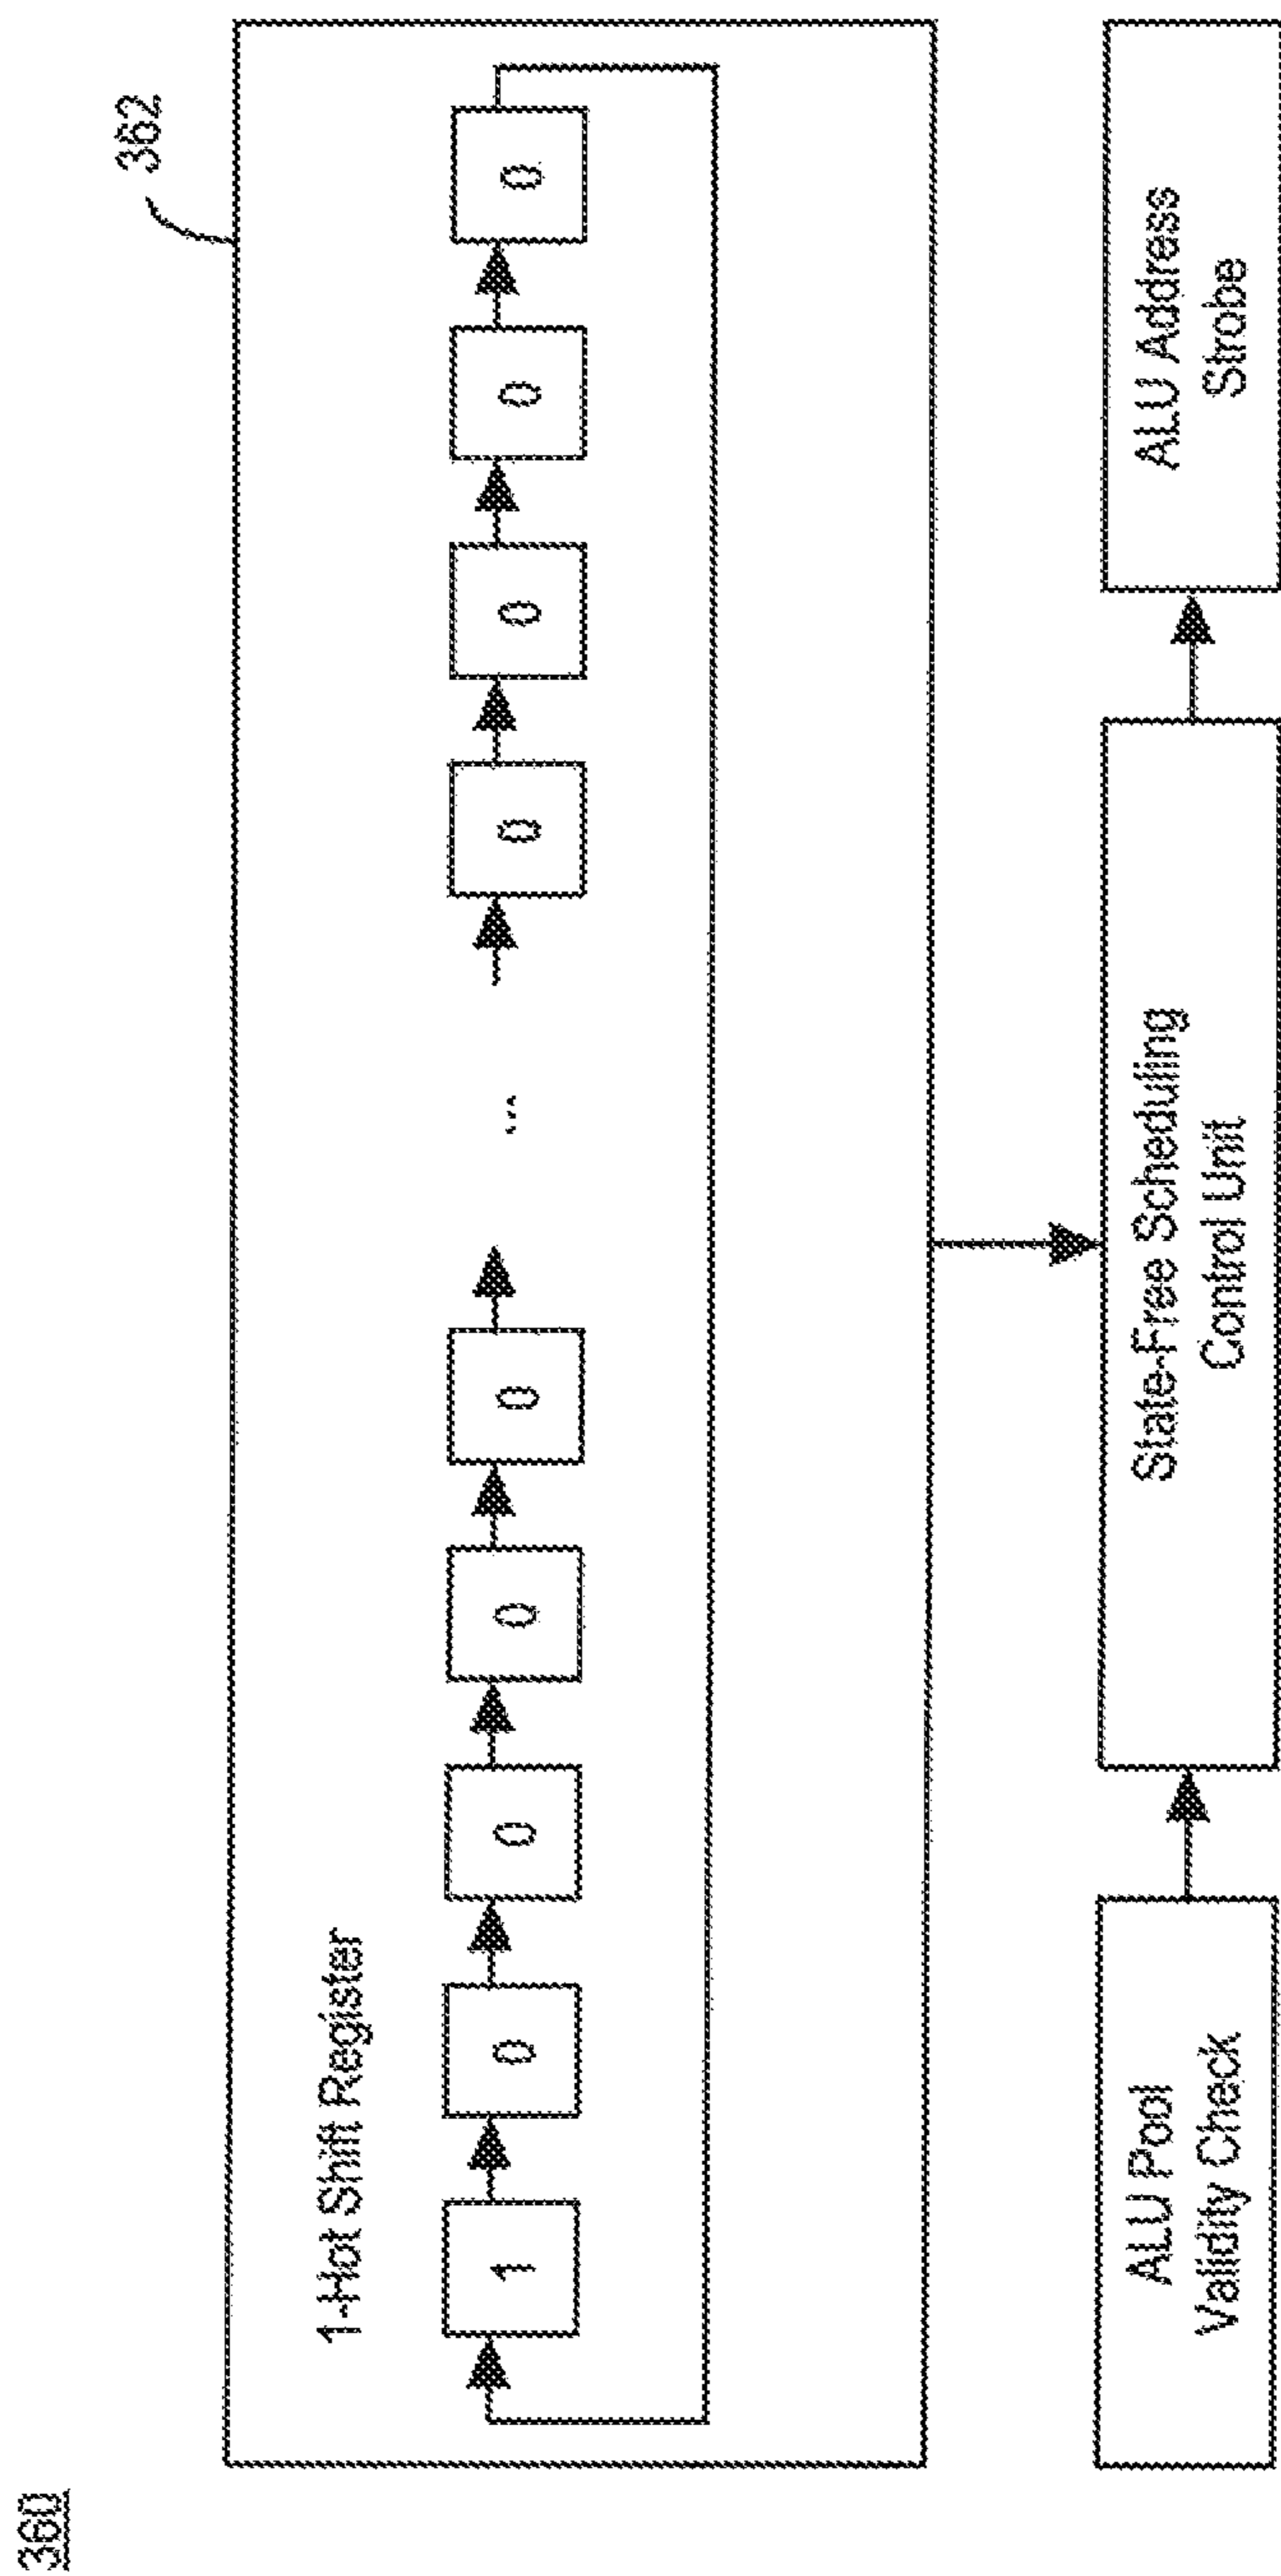 360
362
1-Hot Shift Register
1
0
0
0
0
...
0
0
0
0
ALU Pool
Validity Check
State-Free Scheduling
Control Unit
ALU Address
Strobe